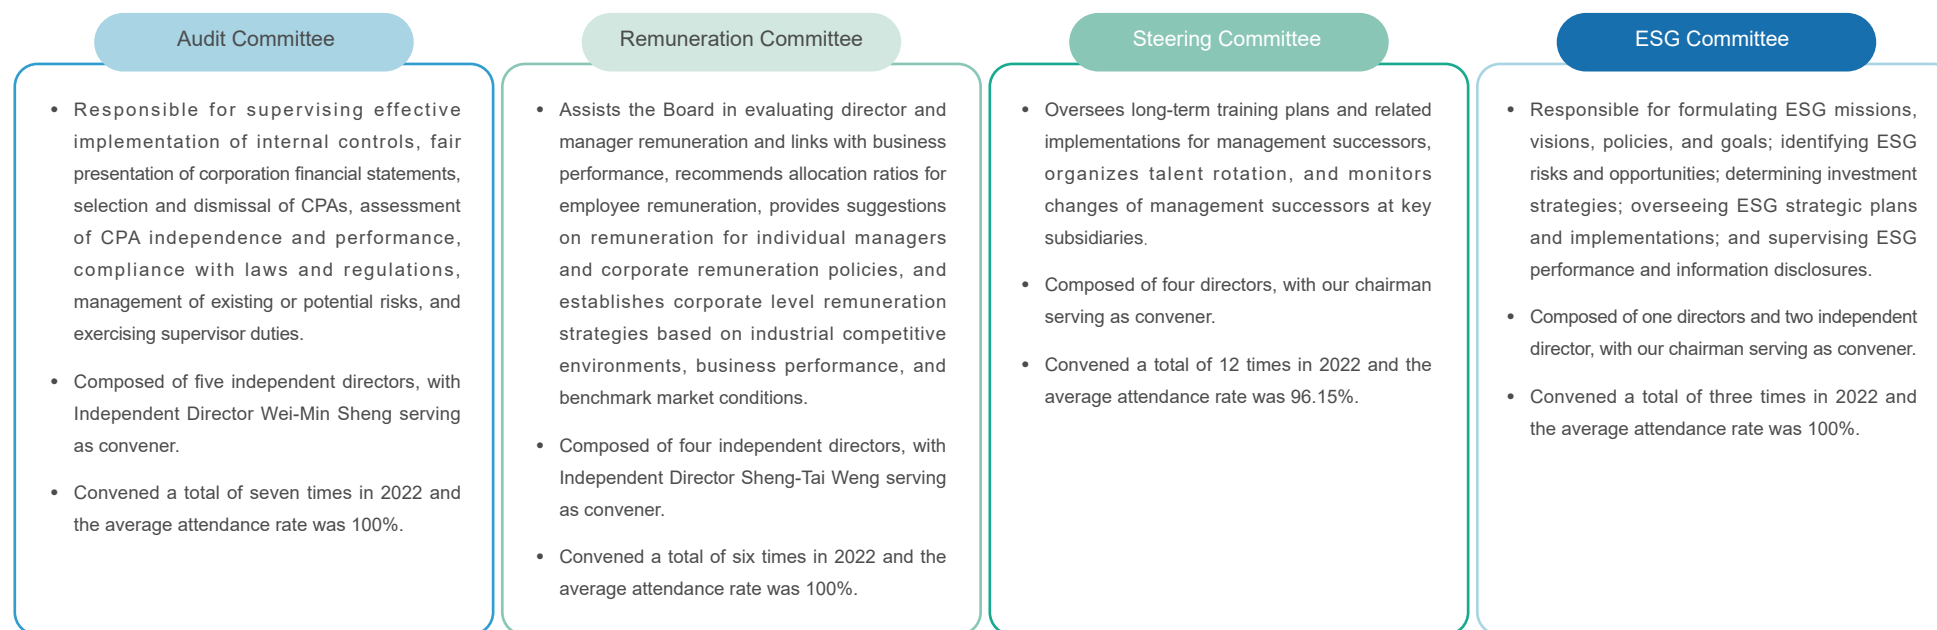 Audit Committee
• Responsible for supervising effective
implementation of internal controls, fair
presentation of corporation financial statements,
selection and dismissal of CPAs, assessment
of CPA independence and performance,
compliance with laws and regulations,
management of existing or potential risks, and
exercising supervisor duties.
• Composed of five independent directors, with
Independent Director Wei-Min Sheng serving
as convener.
• Convened a total of seven times in 2022 and
the average attendance rate was 100%.
Remuneration Committee
• Assists the Board in evaluating director and
manager remuneration and links with business
performance, recommends allocation ratios for
employee remuneration, provides suggestions
on remuneration for individual managers
and corporate remuneration policies, and
establishes corporate level remuneration
strategies based on industrial competitive
environments, business performance, and
benchmark market conditions.
• Composed of four independent directors, with
Independent Director Sheng-Tai Weng serving
as convener.
• Convened a total of six times in 2022 and the
average attendance rate was 100%.
Steering Committee
• Oversees long-term training plans and related
implementations for management successors,
organizes talent rotation, and monitors
changes of management successors at key
subsidiaries.
• Composed of four directors, with our chairman
serving as convener.
• Convened a total of 12 times in 2022 and the
average attendance rate was 96.15%.
ESG Committee
• Responsible for formulating ESG missions,
visions, policies, and goals; identifying ESG
risks and opportunities; determining investment
strategies; overseeing ESG strategic plans
and implementations; and supervising ESG
performance and information disclosures.
• Composed of one directors and two independent
director, with our chairman serving as convener.
• Convened a total of three times in 2022 and
the average attendance rate was 100%.